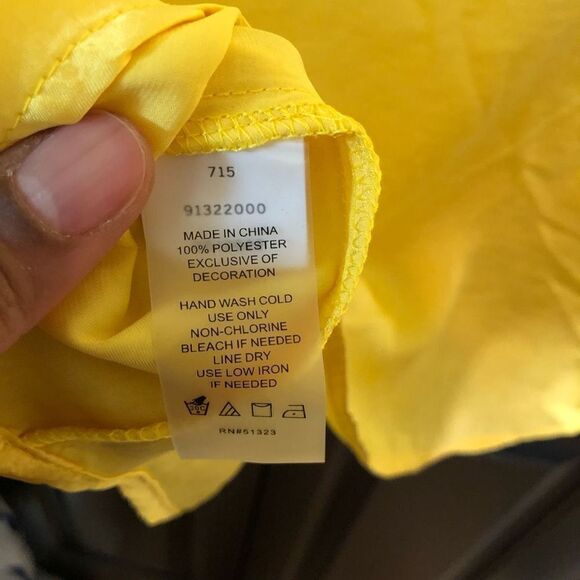 715
91322000
MADE IN CHINA
100% POLYESTER
EXCLUSIVE OF
DECORATION
HAND WASH COLD
USE ONLY
NON-CHLORINE
BLEACH IF NEEDED
LINE DRY
USE LOW IRON
IF NEEDED
RN#51323